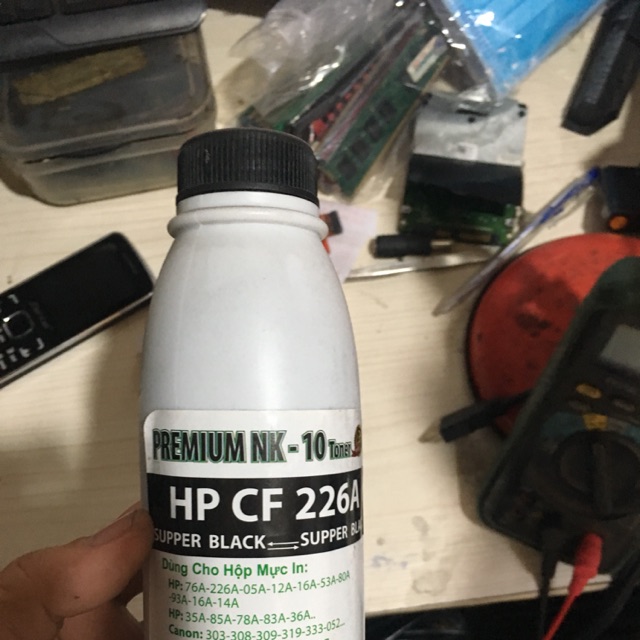 PREMIUM NK - 10 Toner
HP CF 226A
SUPPER BLACK SUPPER BLA
Dùng Cho Hộp Mực In:
HP:76A-226A-05A-12A-16A-53A-80A
-93A-16A-14A
HP: 35A-85A-78A-83A-36A..
Canon: 303-308-309-319-333-052..